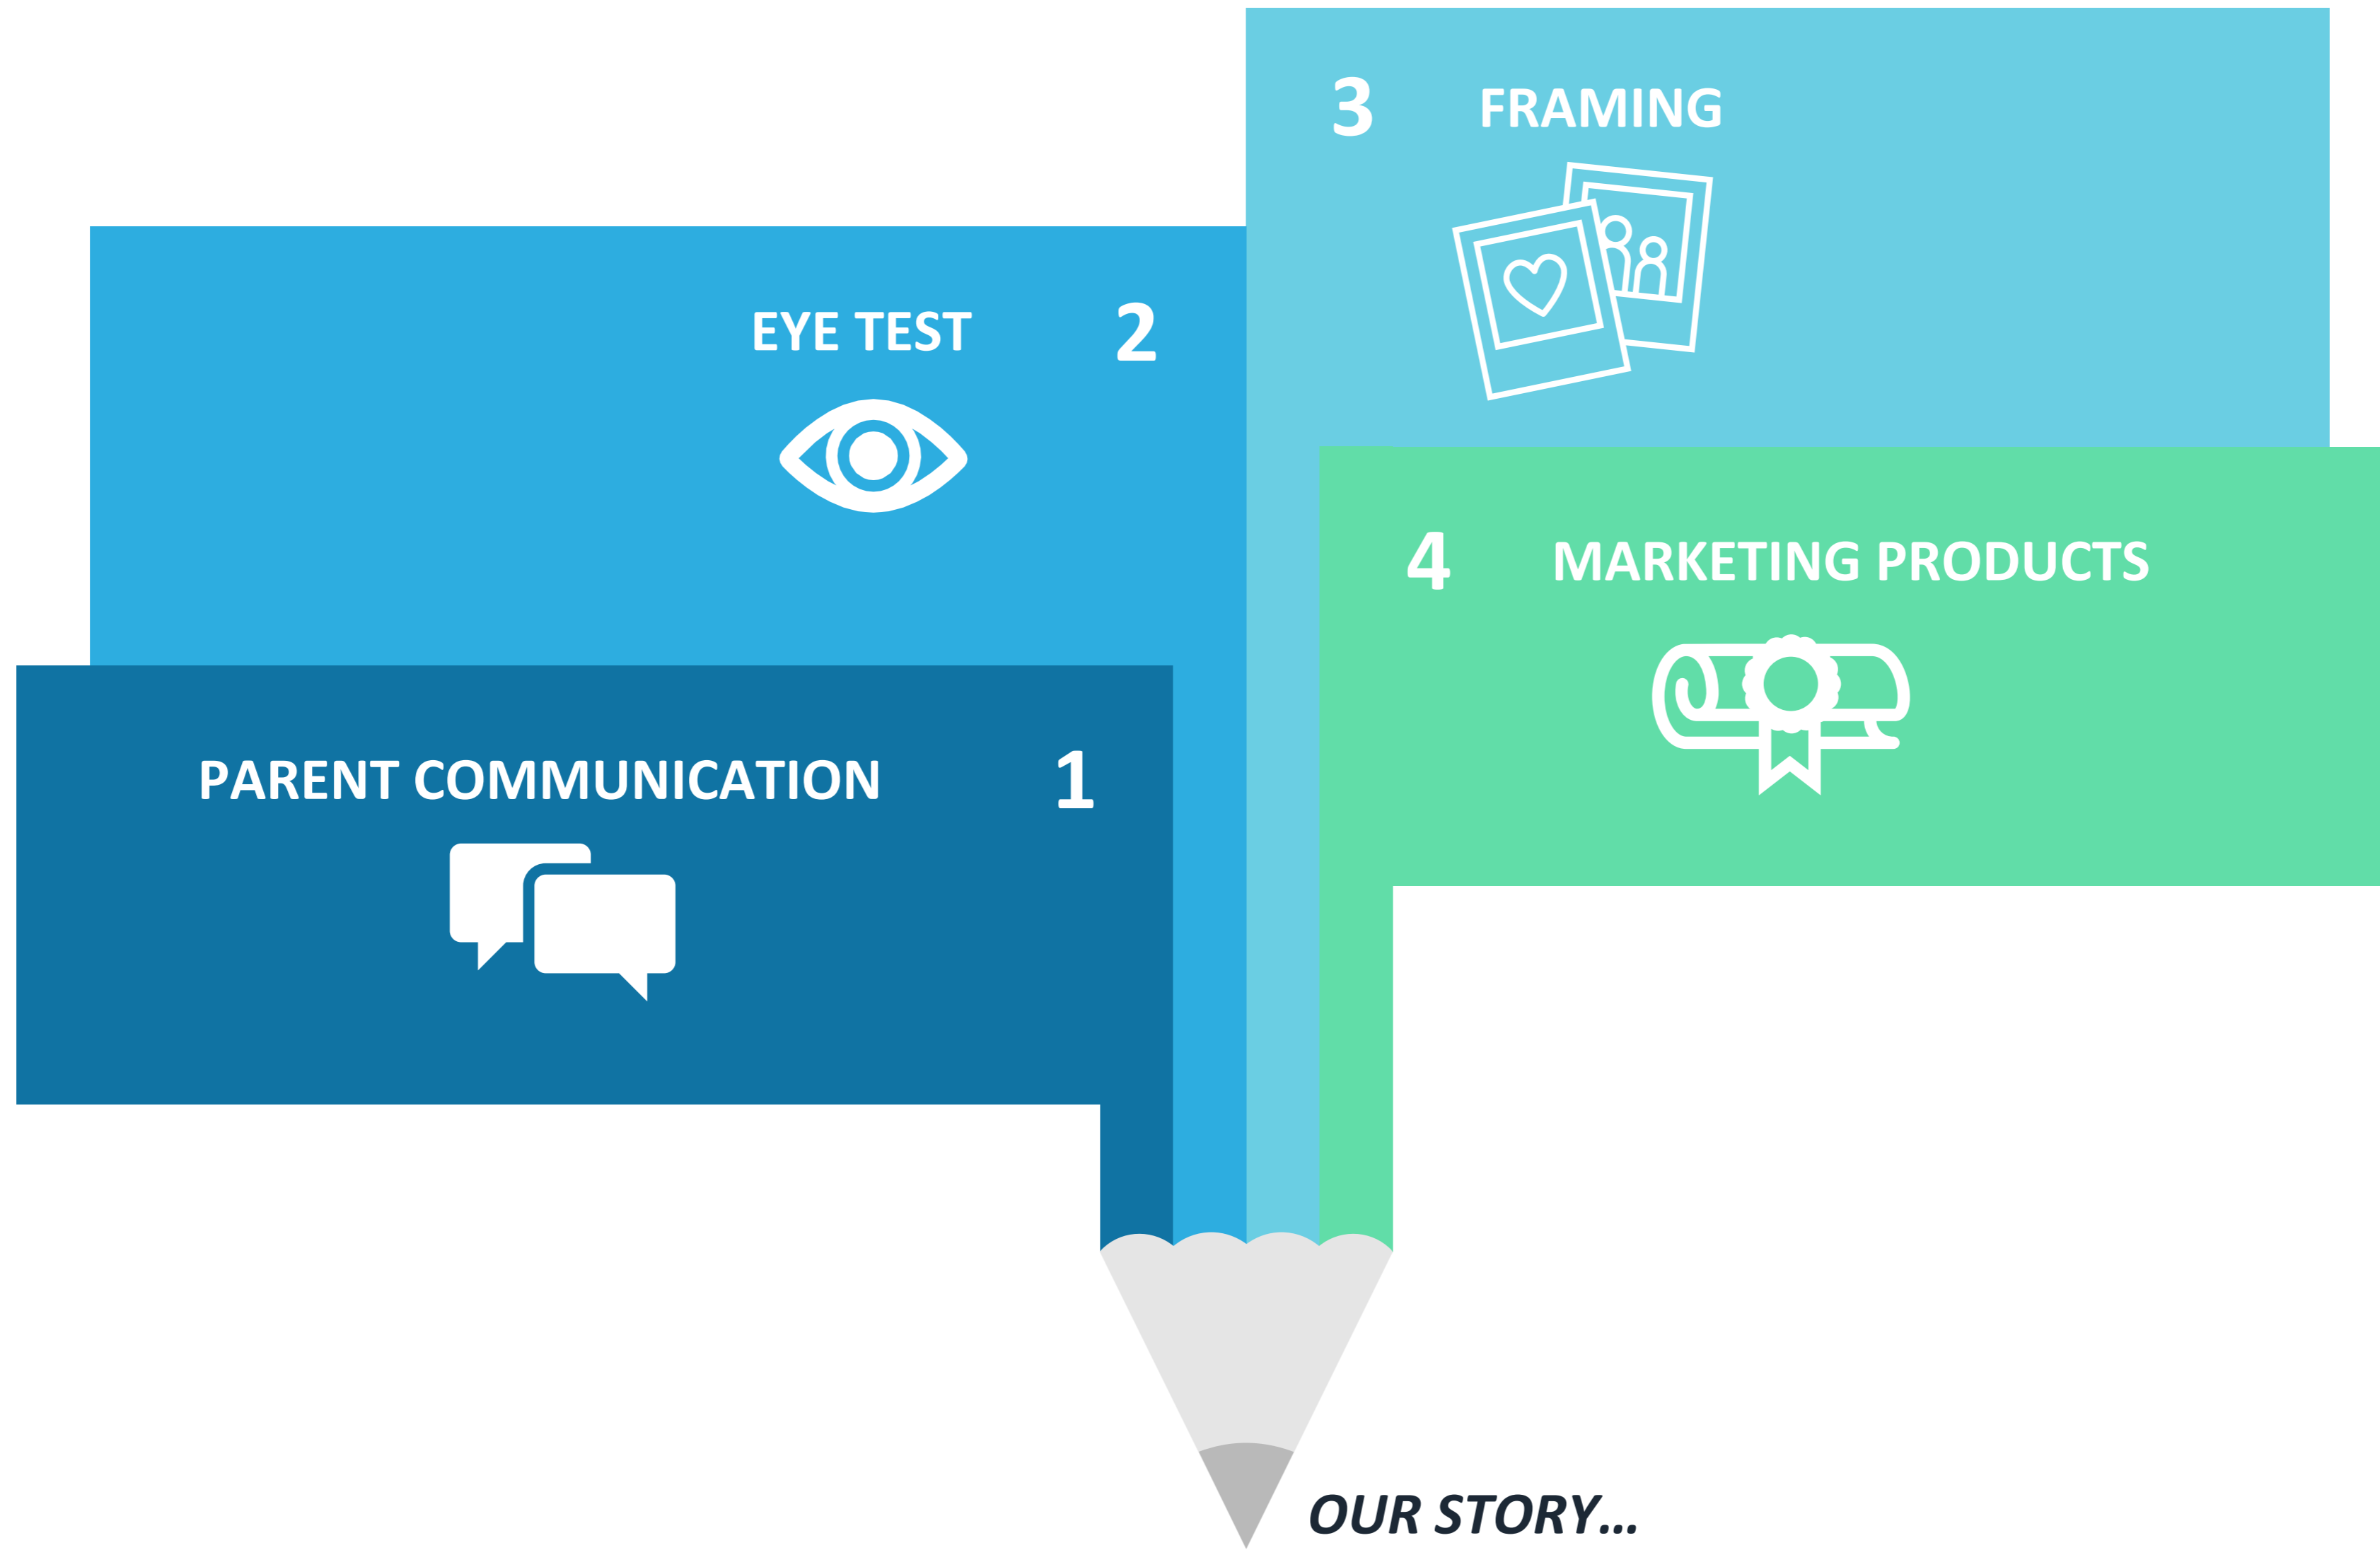 3 FRAMING
EYE TEST 2
4 MARKETING PRODUCTS
PARENT COMMUNICATION 1
OUR STORY...